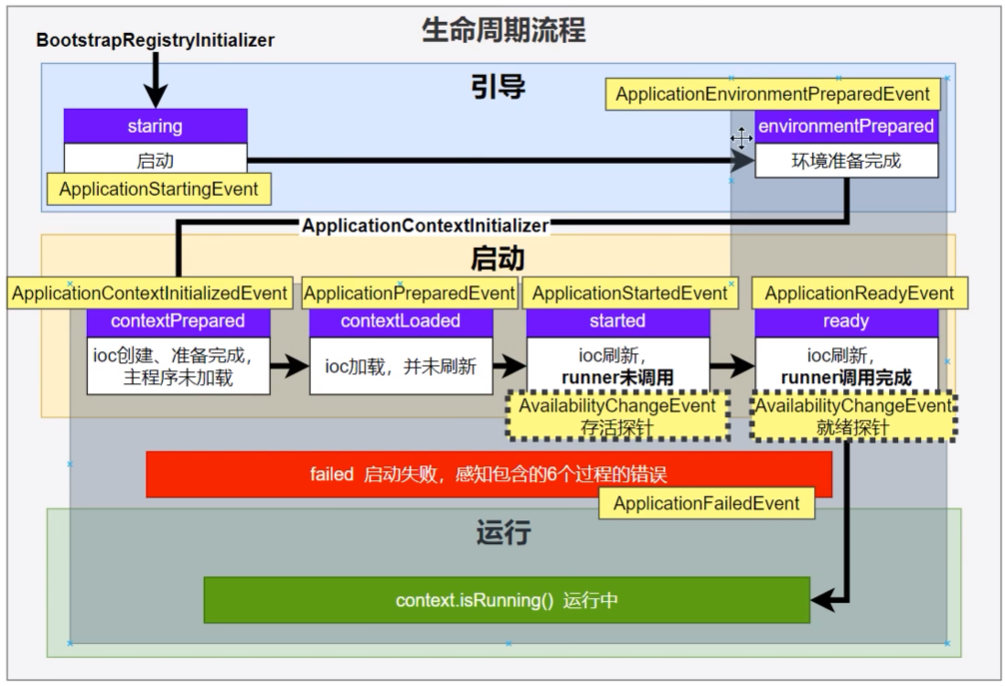 生命周期流程
BootstrapRegistryInitializer
引导
ApplicationEnvironmentPreparedEvent
staring
environmentPrepared
启动
环境准备完成
ApplicationStartingEvent
ApplicationContextInitializer
启动
ApplicationContextInitializedEvent
ApplicationPreparedEvent
ApplicationStartedEvent
ApplicationReadyEvent
contextPrepared
contextLoaded
started
ready
ioc创建、准备完成，
主程序未加载
ioc加载，并未刷新
ioc刷新，
runner未调用
ioc刷新，
runner调用完成
AvailabilityChangeEvent
存活探针
AvailabilityChangeEvent
就绪探针
failed 启动失败，感知包含的6个过程的错误
ApplicationFailedEvent
运行
context.isRunning() 运行中